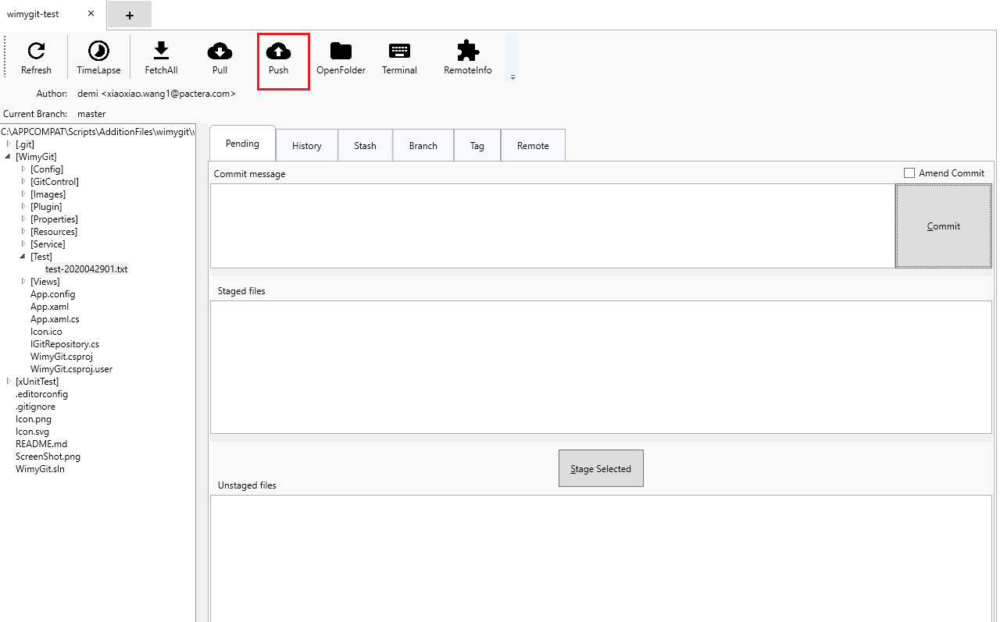 wimygit-test ✕ +
Refresh TimeLapse FetchAll Pull Push OpenFolder Terminal RemoteInfo
Author: demi <xiaoxiao.wang1@pactera.com>
Current Branch: master
C:\APPCOMPAT\Scripts\AdditionFiles\wimygit\
[.git]
[WimyGit]
[Config]
[GitControl]
[Images]
[Plugin]
[Properties]
[Resources]
[Service]
[Test]
test-2020042901.txt
[Views]
App.config
App.xaml
App.xaml.cs
Icon.ico
IGitRepository.cs
WimyGit.csproj
WimyGit.csproj.user
[xUnitTest]
.editorconfig
.gitignore
Icon.png
Icon.svg
README.md
ScreenShot.png
WimyGit.sln
Pending History Stash Branch Tag Remote
Commit message Amend Commit
Commit
Staged files
Stage Selected
Unstaged files